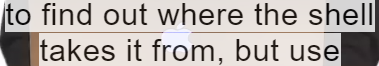 to find out where the shell
takes it from, but use